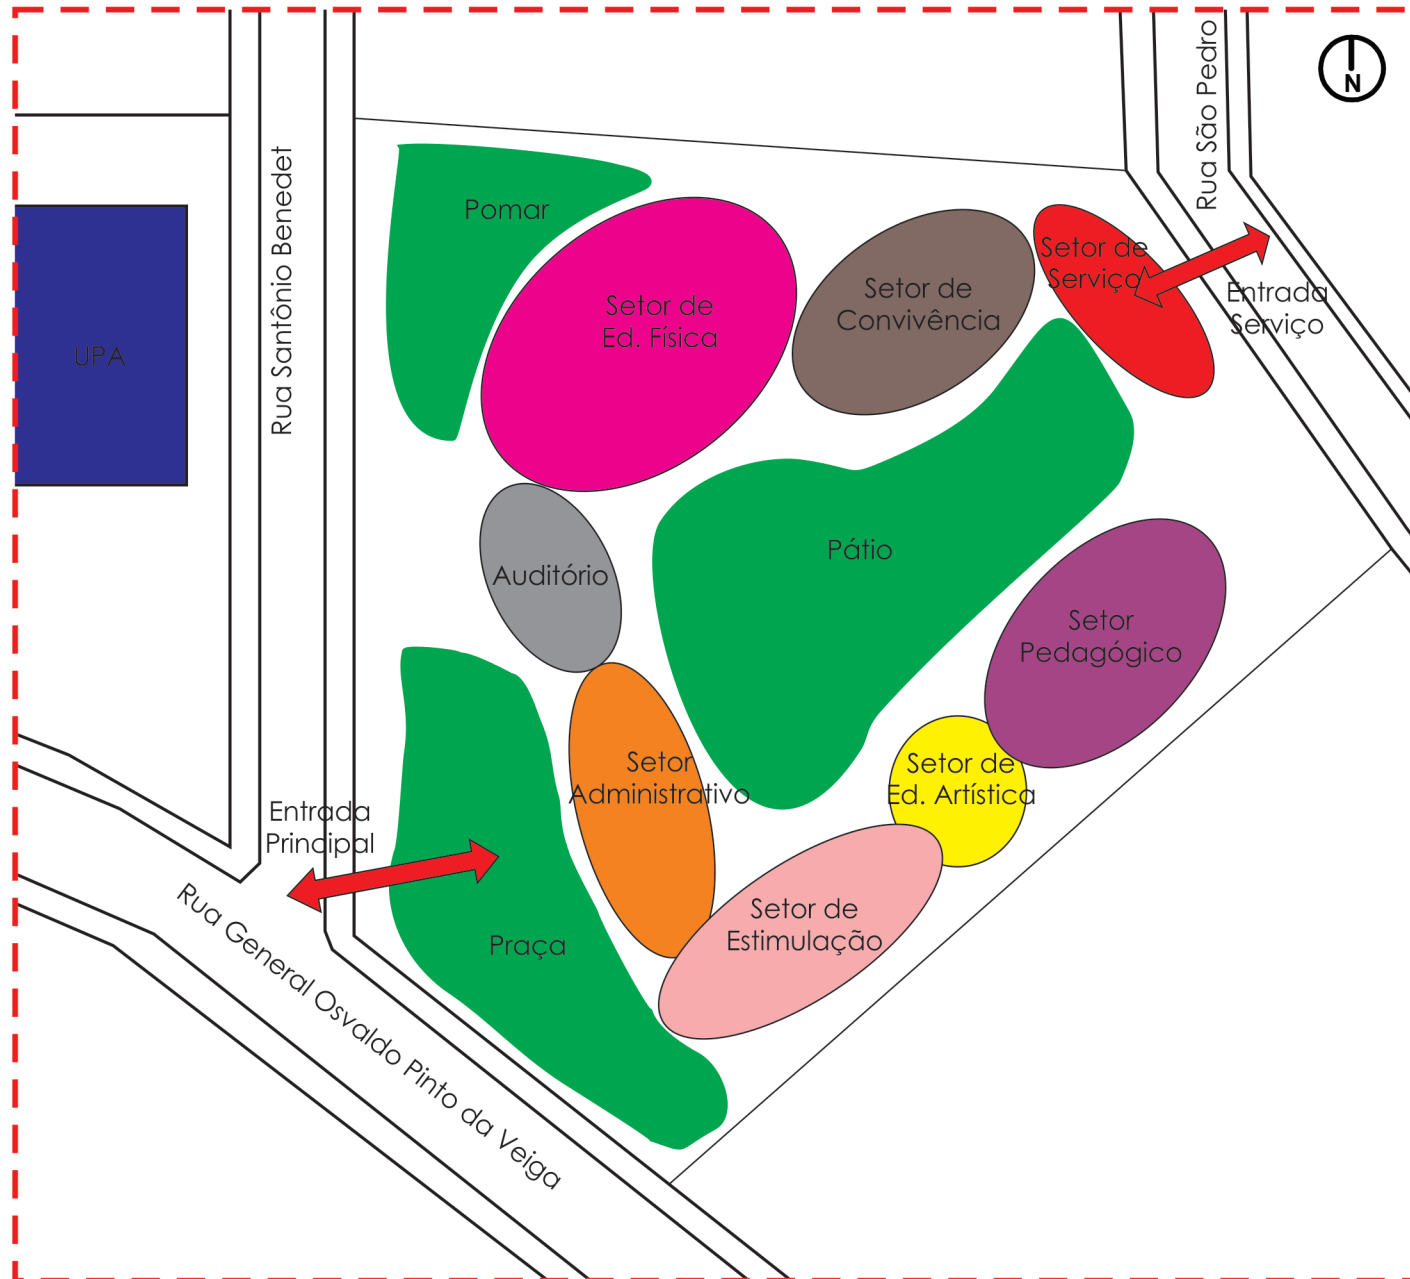 Rua São Pedro
N
Rua Santônio Benedet
Pomar
Setor de
Serviço
Setor de
Convivência
Entrada
Serviço
Setor de
Ed. Física
UPA
Pátio
Auditório
Setor
Pedagógico
Setor
Administrativo
Setor de
Ed. Artística
Entrada
Principal
Setor de
Estimulação
Praça
Rua General Osvaldo Pinto da Veiga